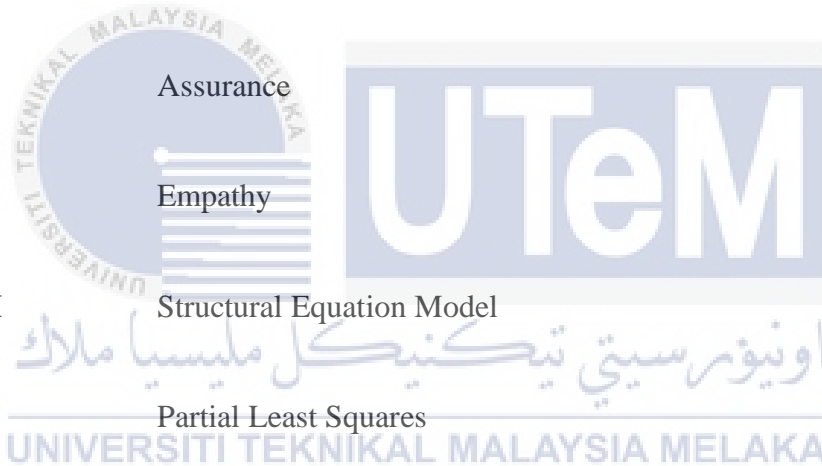 UNIVERSITI TEKNIKAL MALAYSIA MELAKA
UTeM
Assurance
Empathy
Structural Equation Model
Partial Least Squares
اونيۏرسيتي تيكنيكل مليسيا ملاك
UNIVERSITI TEKNIKAL MALAYSIA MELAKA